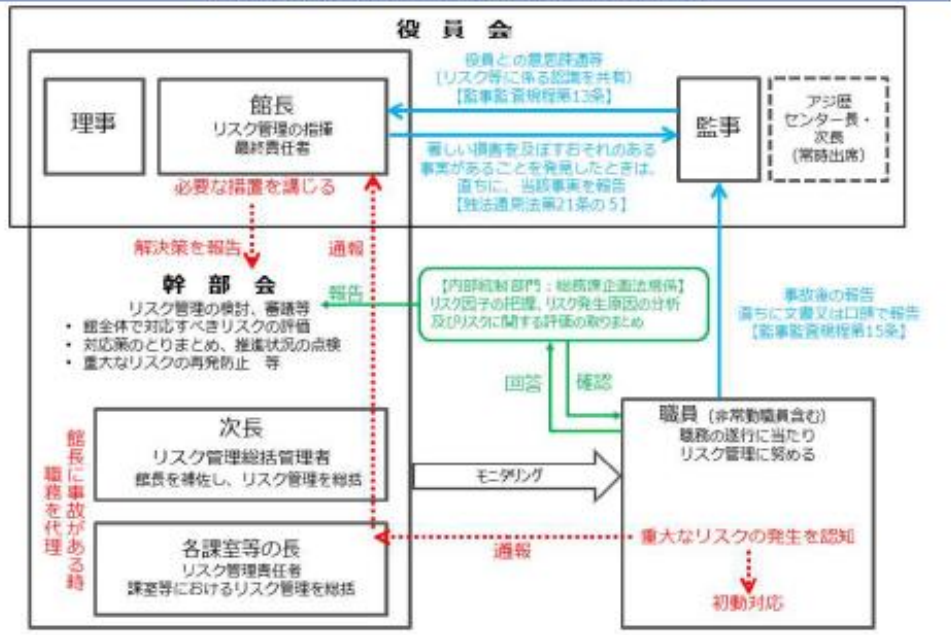 役 員 会
理事
館長
リスク管理の指揮
最終責任者
役員との意思疎通等
(リスク等に係る認識を共有)
【監事監査規程第13条】
著しい損害を及ぼすおそれのある
事実があることを発見したときは、
直ちに、当該事実を報告
【独法通則法第21条の5】
監事
アジ歴
センター長・
次長
(常時出席)
必要な措置を講じる
解決策を報告
通報
幹 部 会
リスク管理の検討、審議等
• 館全体で対応すべきリスクの評価
• 対応策のとりまとめ、推進状況の点検
• 重大なリスクの再発防止 等
報告
【内部統制部門:総務課企画法規係】
リスク因子の把握、リスク発生原因の分析
及びリスクに関する評価の取りまとめ
事故後の報告
直ちに文書又は口頭で報告
【監事監査規程第15条】
回答
確認
次長
リスク管理総括管理者
館長を補佐し、リスク管理を総括
館長に事故がある時
職務を代理
モニタリング
職員(非常勤職員含む)
職務の遂行に当たり
リスク管理に努める
各課室等の長
リスク管理責任者
課室等におけるリスク管理を総括
通報
重大なリスクの発生を認知
初動対応